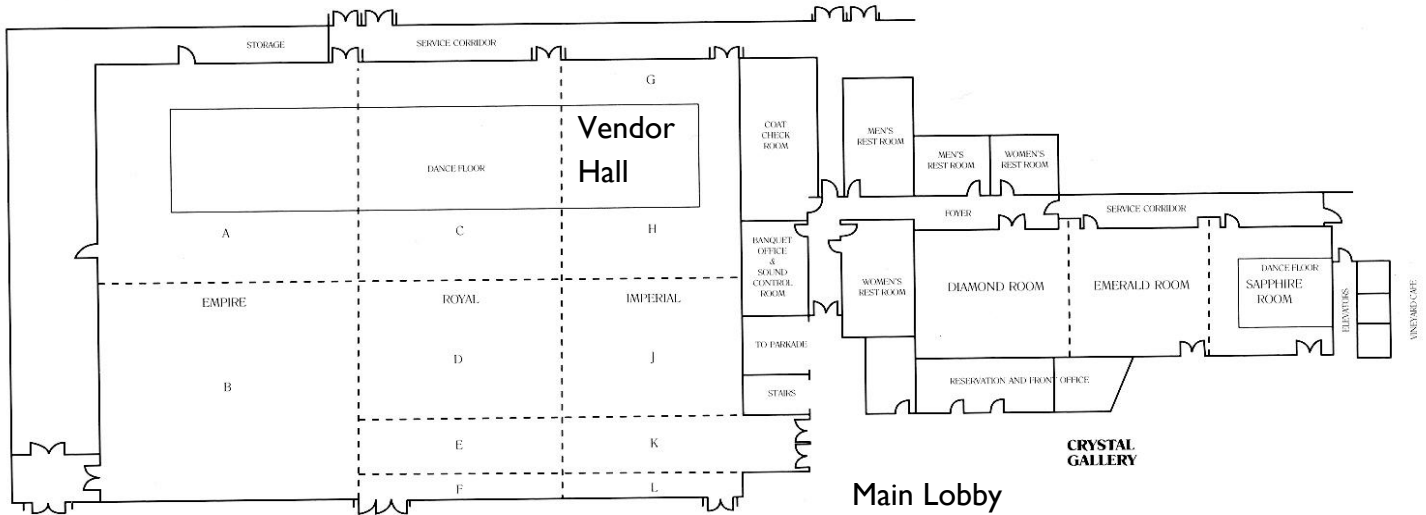 STORAGE
SERVICE CORRIDOR
G
Vendor
Hall
DANCE FLOOR
COAT
CHECK
ROOM
MEN'S
REST ROOM
MEN'S
REST ROOM
WOMEN'S
REST ROOM
A
C
H
FOYER
SERVICE CORRIDOR
BANQUET
OFFICE
&
SOUND
CONTROL
ROOM
WOMEN'S
REST ROOM
DIAMOND ROOM
EMERALD ROOM
DANCE FLOOR
SAPPHIRE
ROOM
ELEVATORS
VINEYARD CAFE
EMPIRE
ROYAL
IMPERIAL
TO PARKADE
B
D
J
STAIRS
RESERVATION AND FRONT OFFICE
E
K
CRYSTAL
GALLERY
F
L
Main Lobby